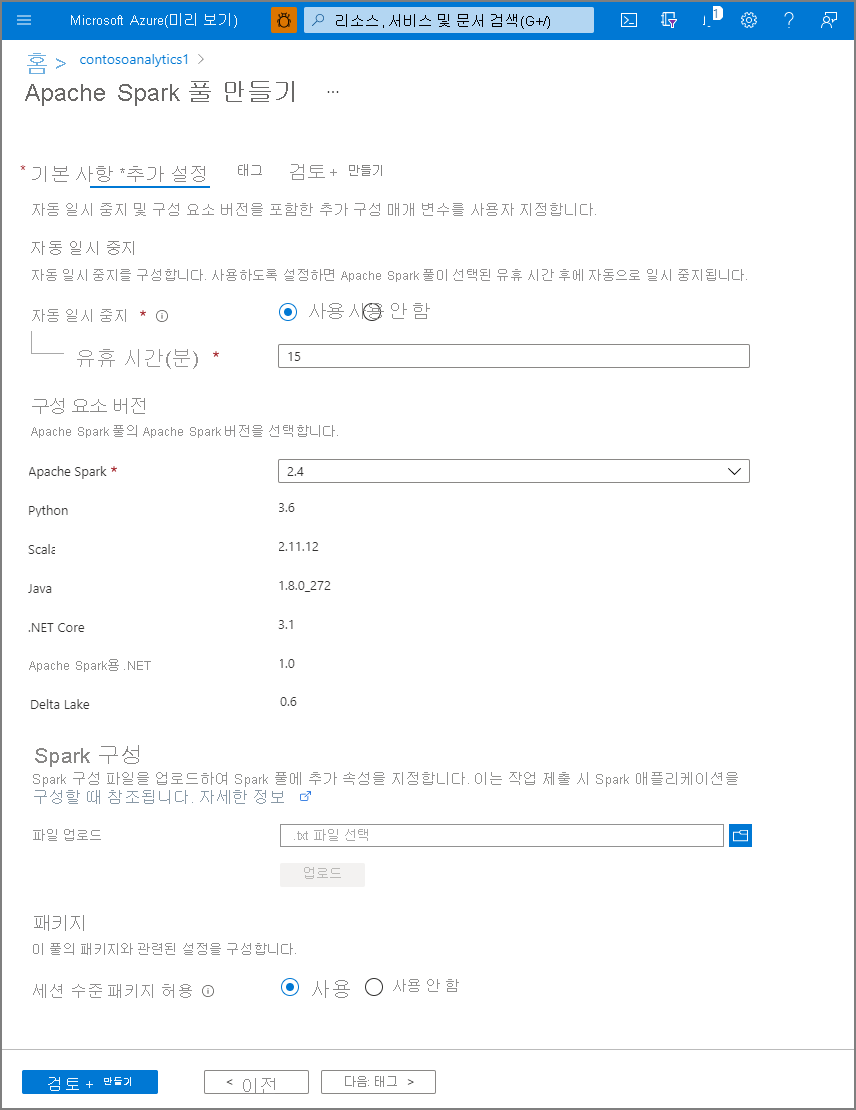 Microsoft Azure(미리 보기)
리소스, 서비스 및 문서 검색(G+/)
1
홈 > contosoanalytics1 >
Apache Spark 풀 만들기 ...
* 기본 사항 *추가 설정 태그 검토 + 만들기
자동 일시 중지 및 구성 요소 버전을 포함한 추가 구성 매개 변수를 사용자 지정합니다.
자동 일시 중지
자동 일시 중지를 구성합니다. 사용하도록 설정하면 Apache Spark 풀이 선택된 유휴 시간 후에 자동으로 일시 중지됩니다.
자동 일시 중지 * 사용 사용 안 함
유휴 시간(분) * 15
구성 요소 버전
Apache Spark 풀의 Apache Spark 버전을 선택합니다.
Apache Spark * 2.4
Python 3.6
Scala 2.11.12
Java 1.8.0_272
.NET Core 3.1
Apache Spark용 .NET 1.0
Delta Lake 0.6
Spark 구성
Spark 구성 파일을 업로드하여 Spark 풀에 추가 속성을 지정합니다. 이는 작업 제출 시 Spark 애플리케이션을
구성할 때 참조됩니다. 자세한 정보
파일 업로드 .txt 파일 선택
업로드
패키지
이 풀의 패키지와 관련된 설정을 구성합니다.
세션 수준 패키지 허용 사용 사용 안 함
검토 + 만들기 < 이전 다음: 태그 >